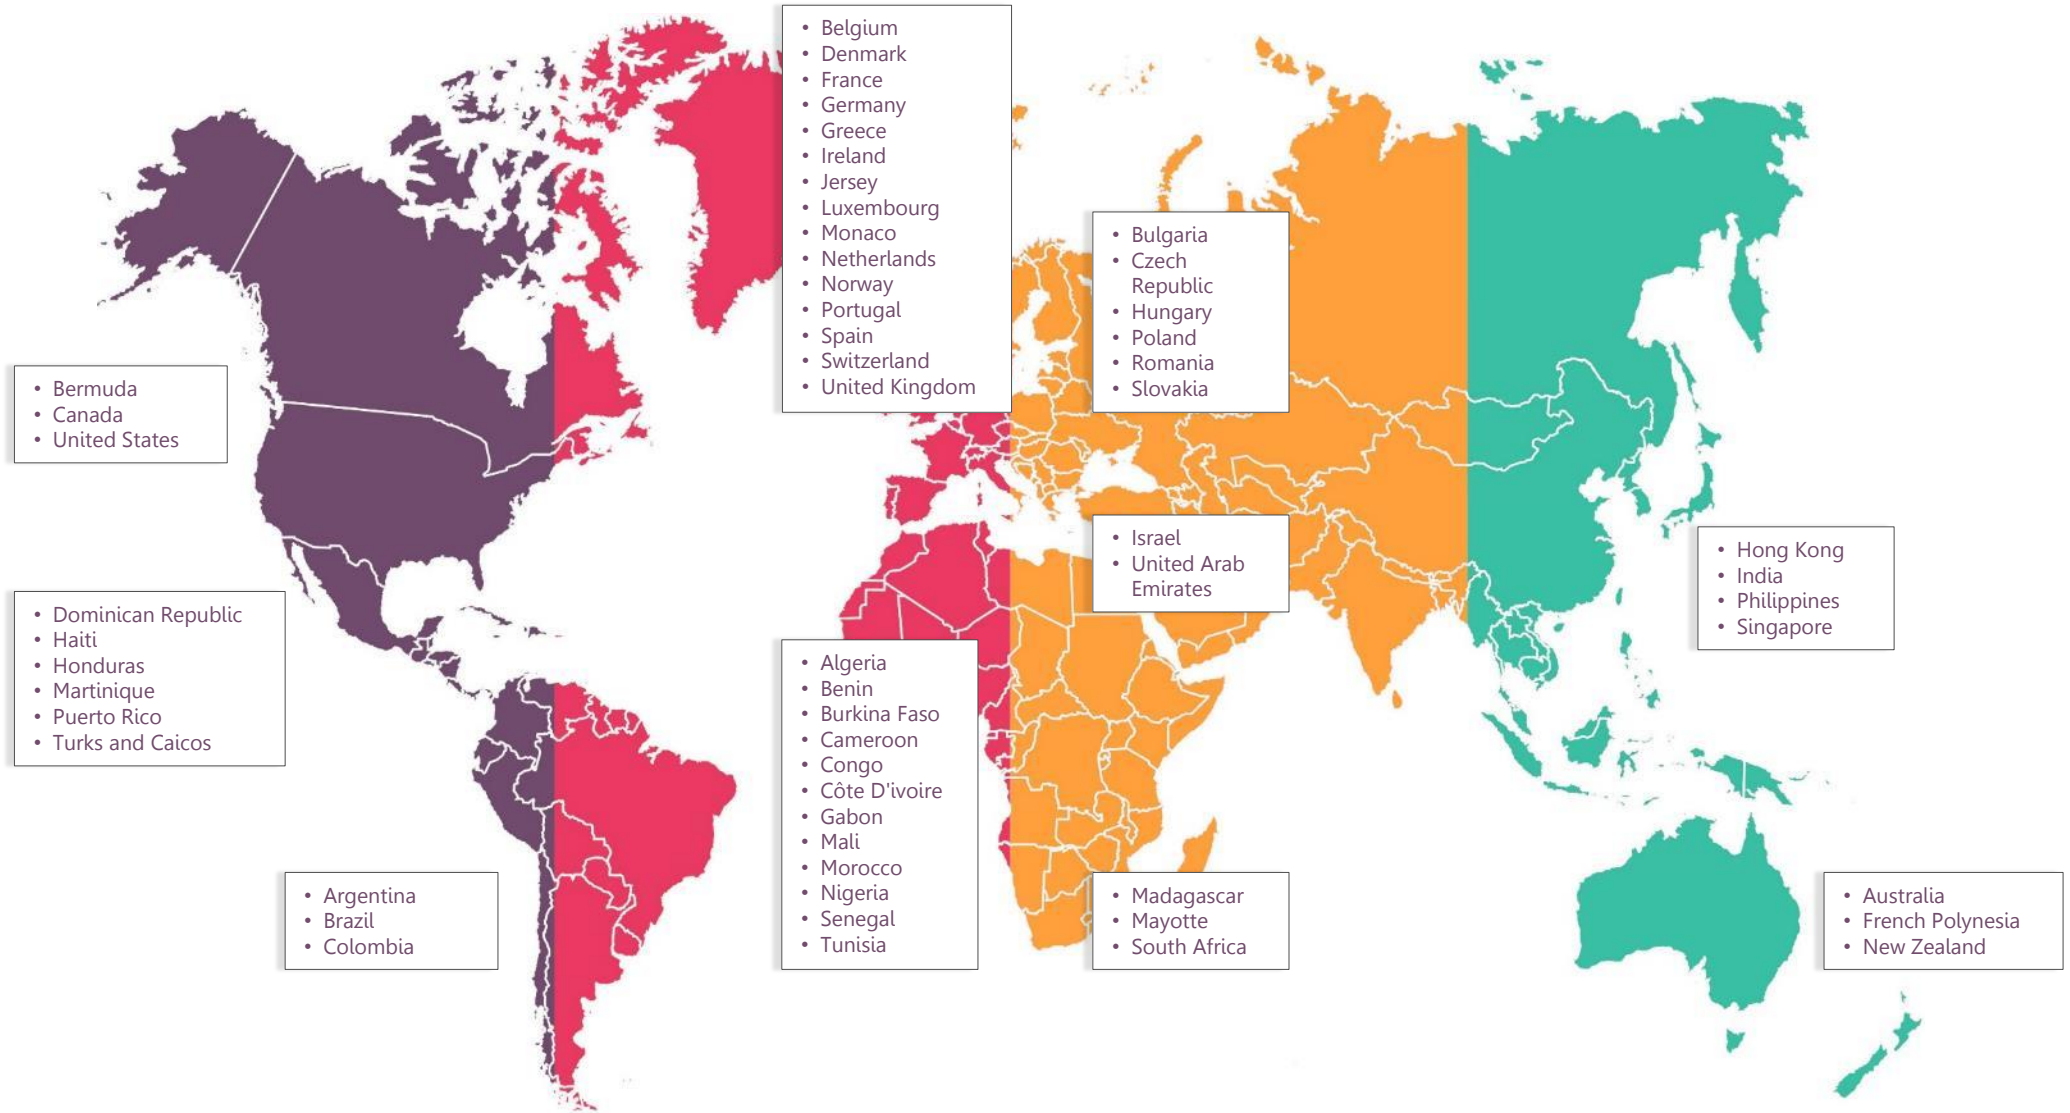 • Belgium
• Denmark
• France
• Germany
• Greece
• Ireland
• Jersey
• Luxembourg
• Monaco
• Netherlands
• Norway
• Portugal
• Spain
• Switzerland
• United Kingdom
• Bulgaria
• Czech
Republic
• Hungary
• Poland
• Romania
• Slovakia
• Bermuda
• Canada
• United States
• Israel
• United Arab
Emirates
• Hong Kong
• India
• Philippines
• Singapore
• Dominican Republic
• Haiti
• Honduras
• Martinique
• Puerto Rico
• Turks and Caicos
• Algeria
• Benin
• Burkina Faso
• Cameroon
• Congo
• Côte D'ivoire
• Gabon
• Mali
• Morocco
• Nigeria
• Senegal
• Tunisia
• Argentina
• Brazil
• Colombia
• Madagascar
• Mayotte
• South Africa
• Australia
• French Polynesia
• New Zealand